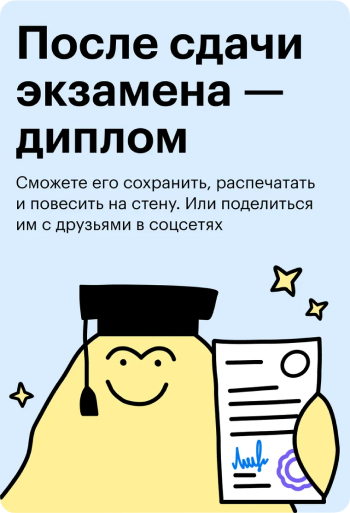 После сдачи
экзамена —
диплом
Сможете его сохранить, распечатать
и повесить на стену. Или поделиться
им с друзьями в соцсетях